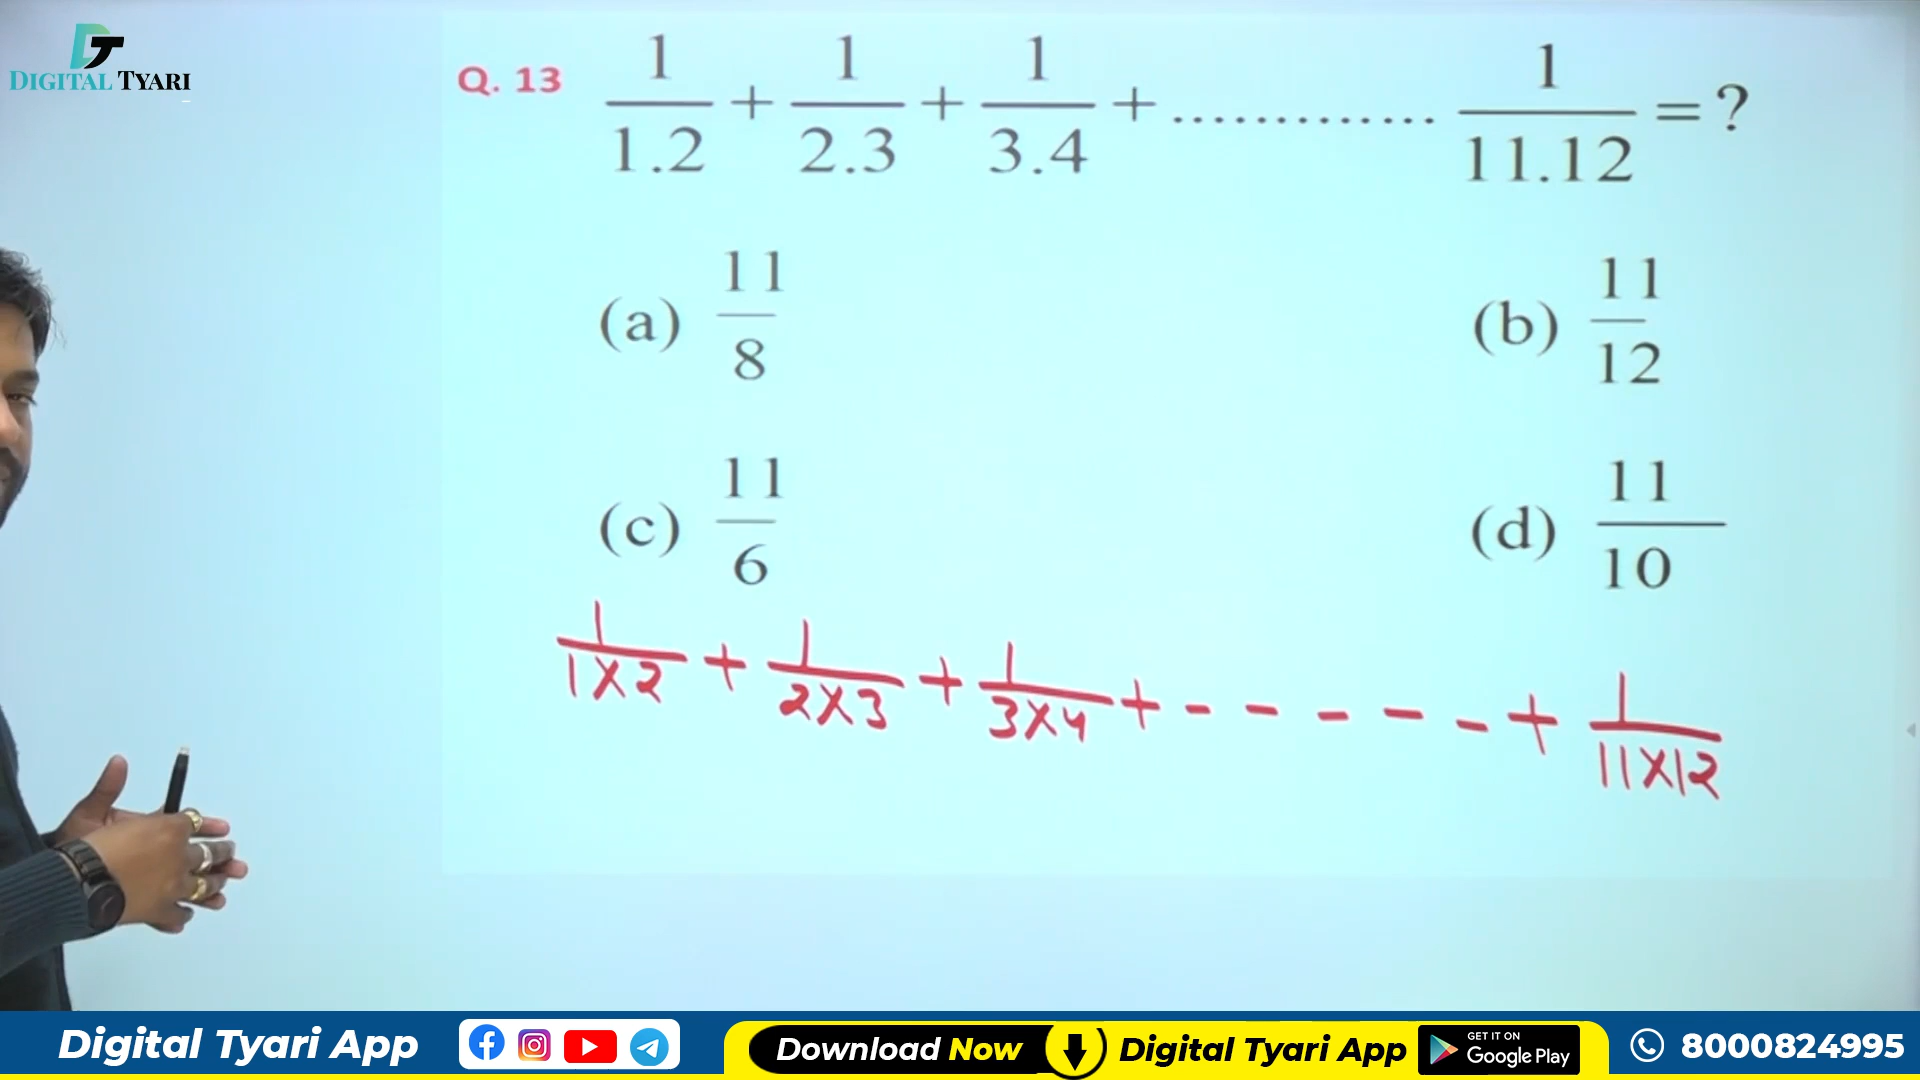 DT
DIGITAL TYARI
Q. 13 1/1.2 + 1/2.3 + 1/3.4 + ............. 1/11.12 = ?
(a) 11/8
(b) 11/12
(c) 11/6
(d) 11/10
1/1×2 + 1/2×3 + 1/3×4 + - - - - - + 1/11×12
Digital Tyari App
Download Now
Digital Tyari App
GET IT ON
Google Play
8000824995